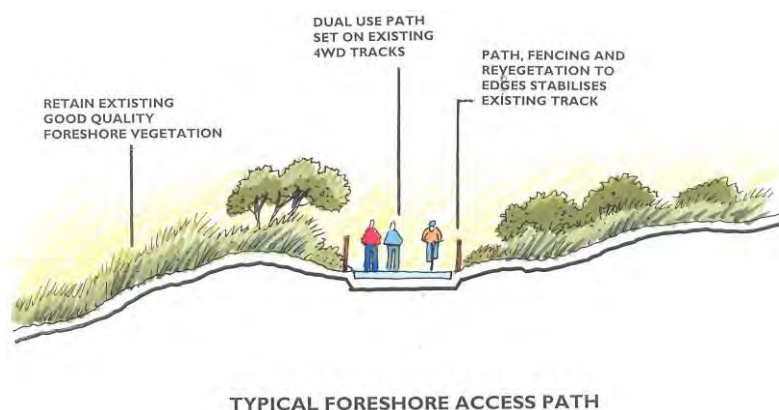 DUAL USE PATH
SET ON EXISTING
4WD TRACKS
PATH, FENCING AND
REVEGETATION TO
EDGES STABILISES
EXISTING TRACK
RETAIN EXTISTING
GOOD QUALITY
FORESHORE VEGETATION
TYPICAL FORESHORE ACCESS PATH